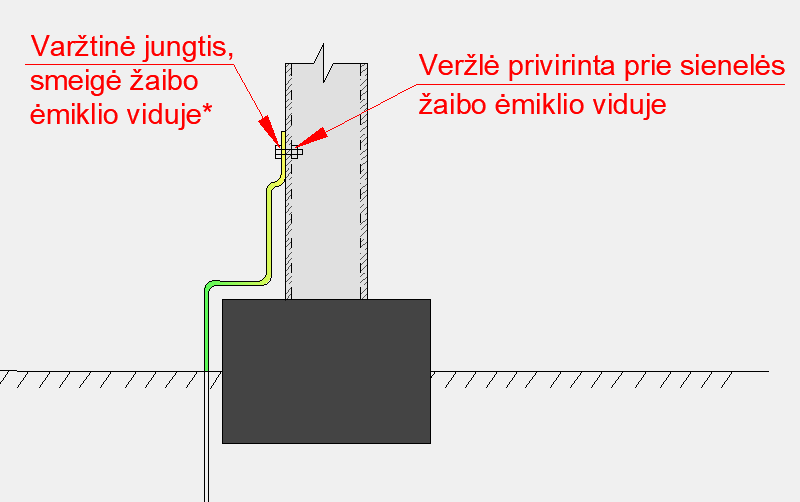 Varžtinė jungtis,
smeigė žaibo
ėmiklio viduje*
Veržlė privirinta prie sienelės
žaibo ėmiklio viduje